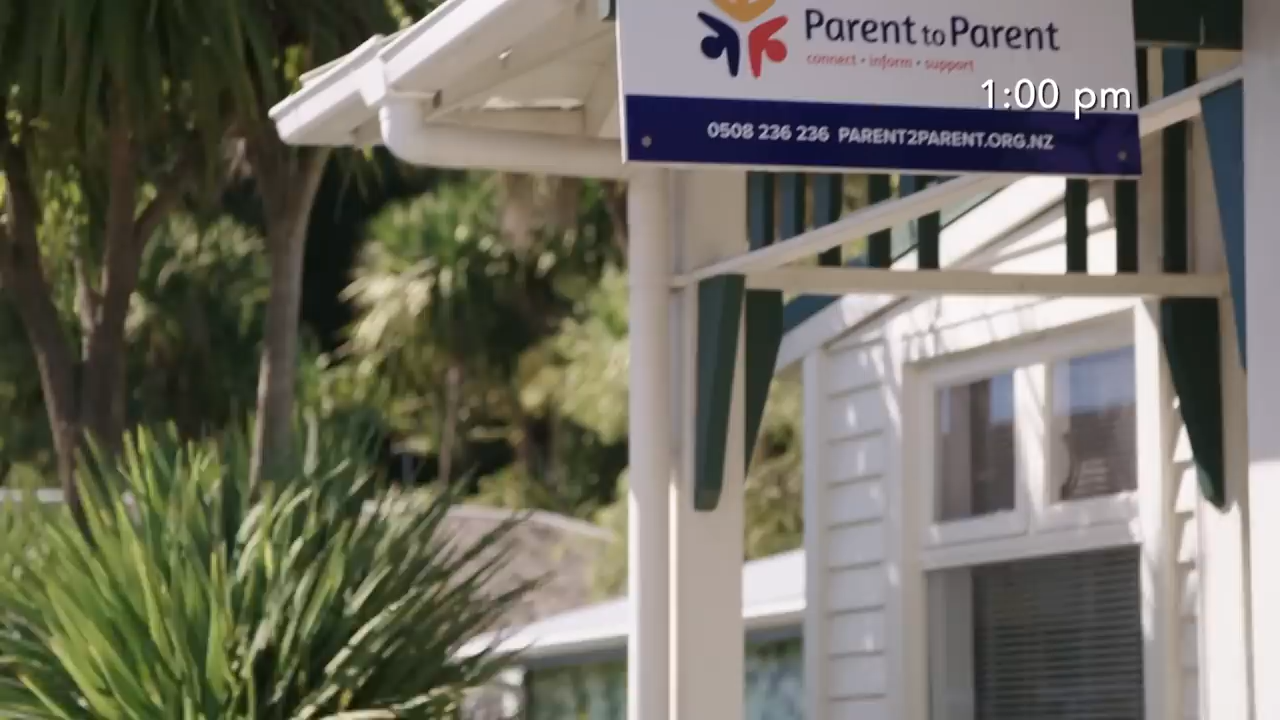 Parent to Parent
connect • inform • support
1:00 pm
0508 236 236 PARENT2PARENT.ORG.NZ